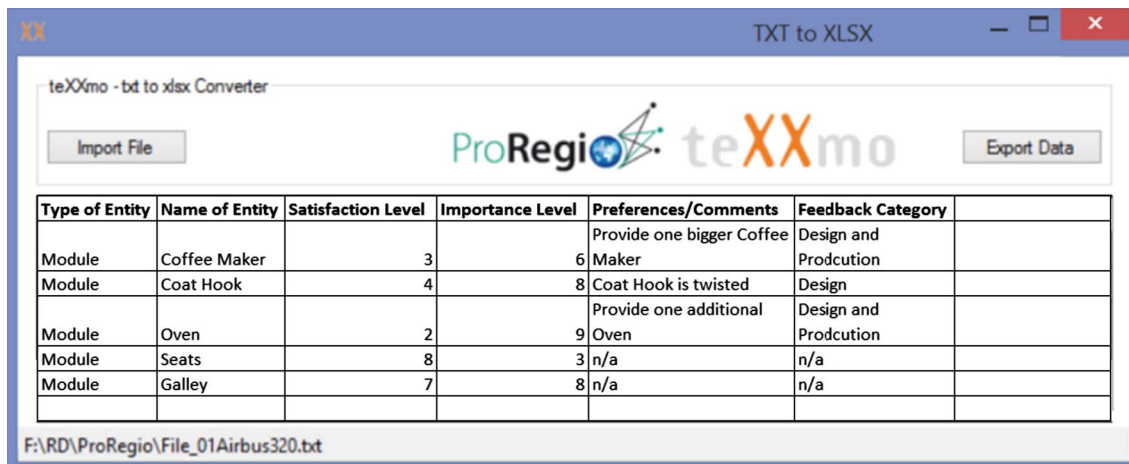 XX TXT to XLSX
teXXmo - txt to xlsx Converter
Import File ProRegio teXXmo Export Data
Type of Entity Name of Entity Satisfaction Level Importance Level Preferences/Comments Feedback Category
Module Coffee Maker 3 6 Provide one bigger Coffee Maker Design and Prodcution
Module Coat Hook 4 8 Coat Hook is twisted Design
Module Oven 2 9 Provide one additional Oven Design and Prodcution
Module Seats 8 3 n/a n/a
Module Galley 7 8 n/a n/a
F:\RD\ProRegio\File_01Airbus320.txt